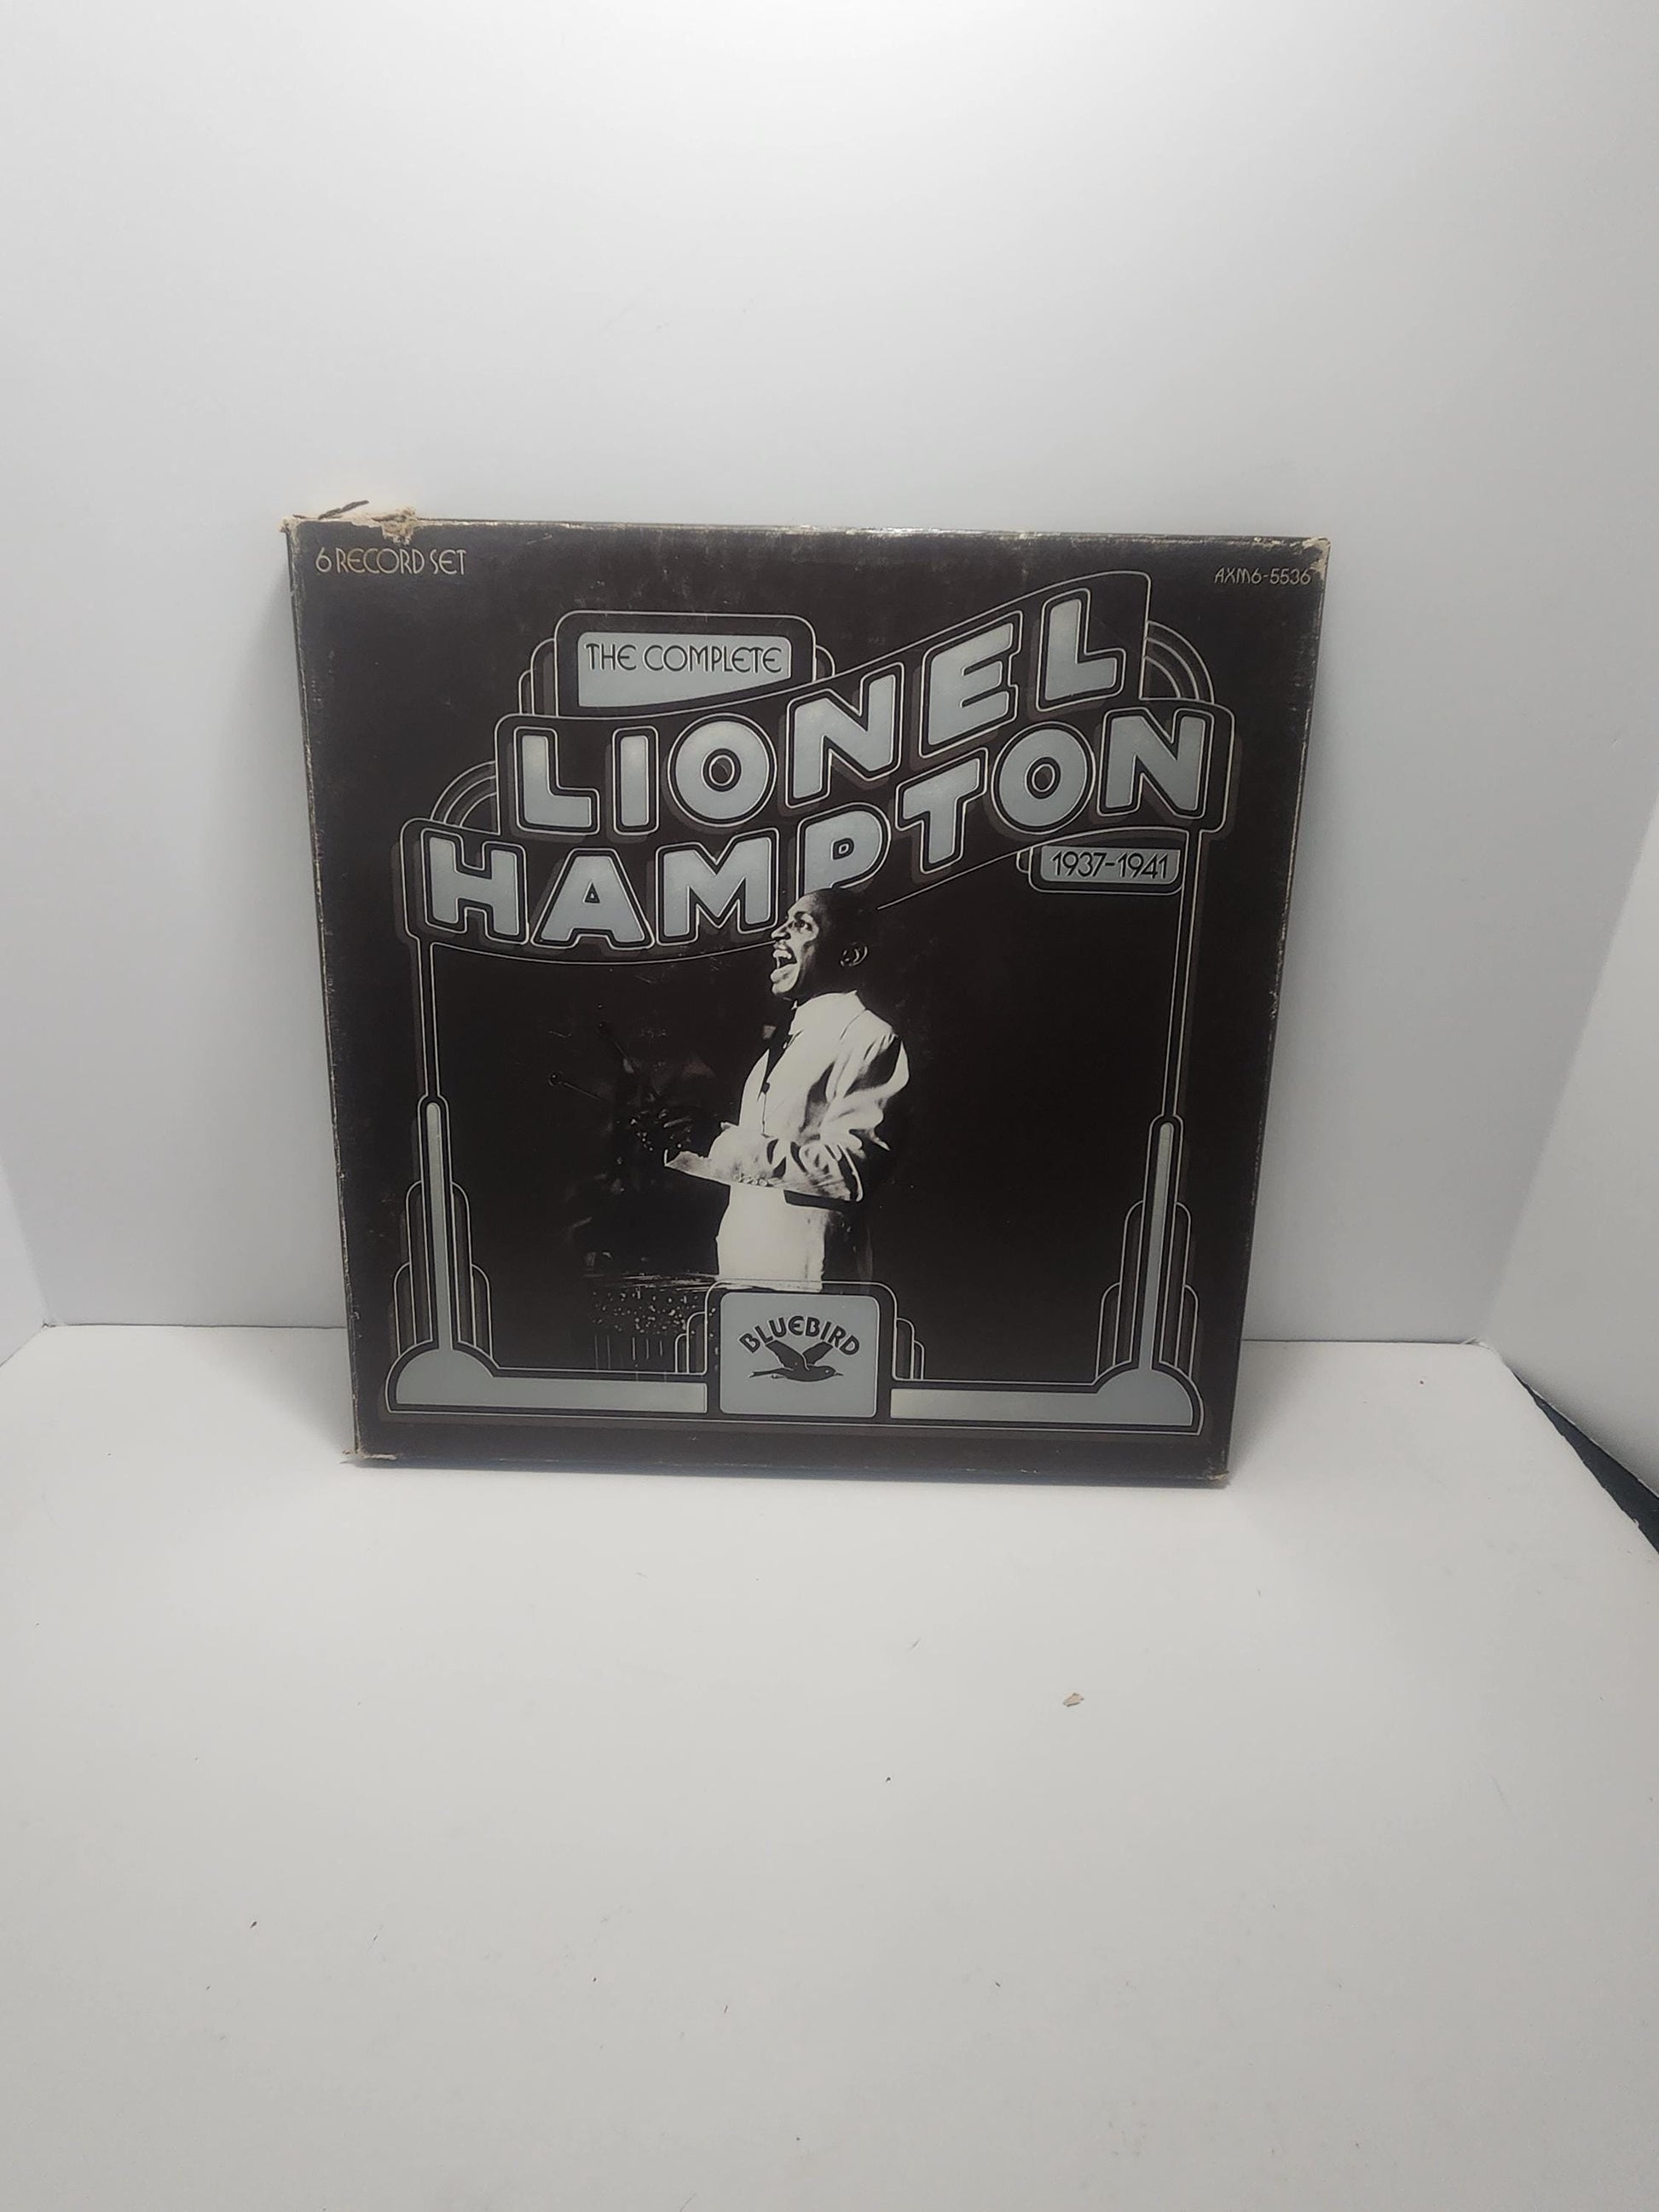 6 RECORD SET
AXM6-5536
THE COMPLETE
LIONEL
HAMPTON
1937-1941
BLUEBIRD